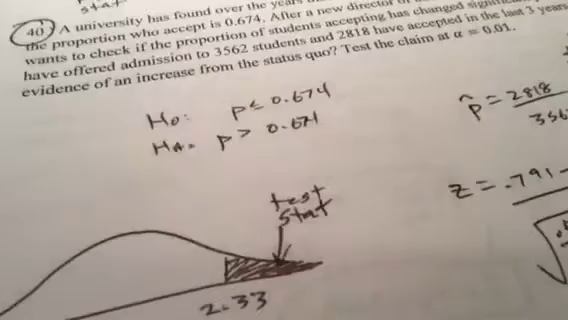 stat
40) A university has found over the years
the proportion who accept is 0.674. After a new director of
wants to check if the proportion of students accepting has changed
have offered admission to 3562 students and 2818 have accepted in the last 3 years
evidence of an increase from the status quo? Test the claim at α = 0.01.
Ho: p ≤ 0.674
HA: p > 0.674
p̂ = 2818
356
z = .791-
test
stat
2.33